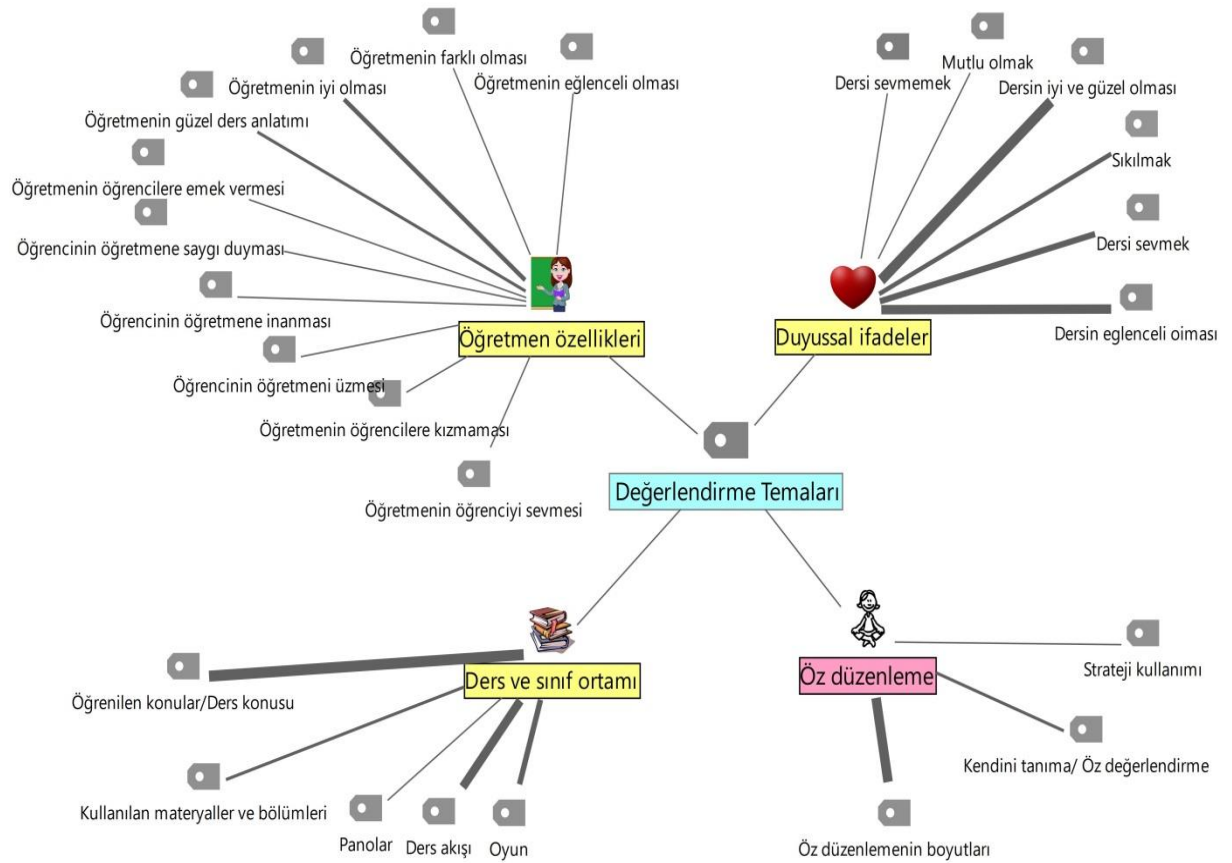 Öğretmenin farklı olması
Öğretmenin eğlenceli olması
Öğretmenin iyi olması
Öğretmenin güzel ders anlatımı
Öğretmenin öğrencilere emek vermesi
Öğrencinin öğretmene saygı duyması
Öğrencinin öğretmene inanması
Öğrencinin öğretmeni üzmesi
Öğretmenin öğrencilere kızmaması
Öğretmenin öğrenciyi sevmesi
Öğretmen özellikleri
Dersi sevmemek
Mutlu olmak
Dersin iyi ve güzel olması
Sıkılmak
Dersi sevmek
Dersin eglenceli oiması
Duyussal ifadeler
Değerlendirme Temaları
Ders ve sınıf ortamı
Öğrenilen konular/Ders konusu
Kullanılan materyaller ve bölümleri
Panolar
Ders akışı
Oyun
Öz düzenleme
Strateji kullanımı
Kendini tanıma/ Öz değerlendirme
Öz düzenlemenin boyutları